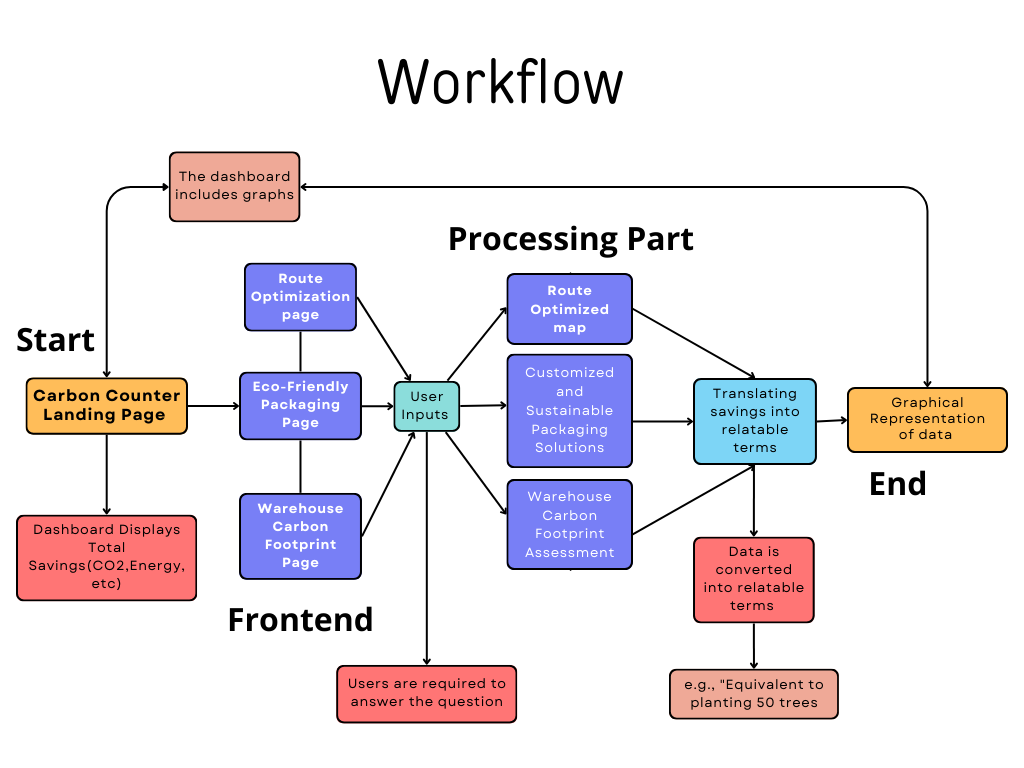 Workflow
The dashboard
includes graphs
Processing Part
Route
Optimization
page
Route
Optimized
map
Start
Carbon Counter
Landing Page
Eco-Friendly
Packaging
Page
User
Inputs
Customized
and
Sustainable
Packaging
Solutions
Translating
savings into
relatable
terms
Graphical
Representation
of data
End
Warehouse
Carbon
Footprint
Page
Warehouse
Carbon
Footprint
Assessment
Dashboard Displays
Total
Savings(CO2,Energy,
etc)
Data is
converted
into relatable
terms
Frontend
Users are required to
answer the question
e.g., "Equivalent to
planting 50 trees